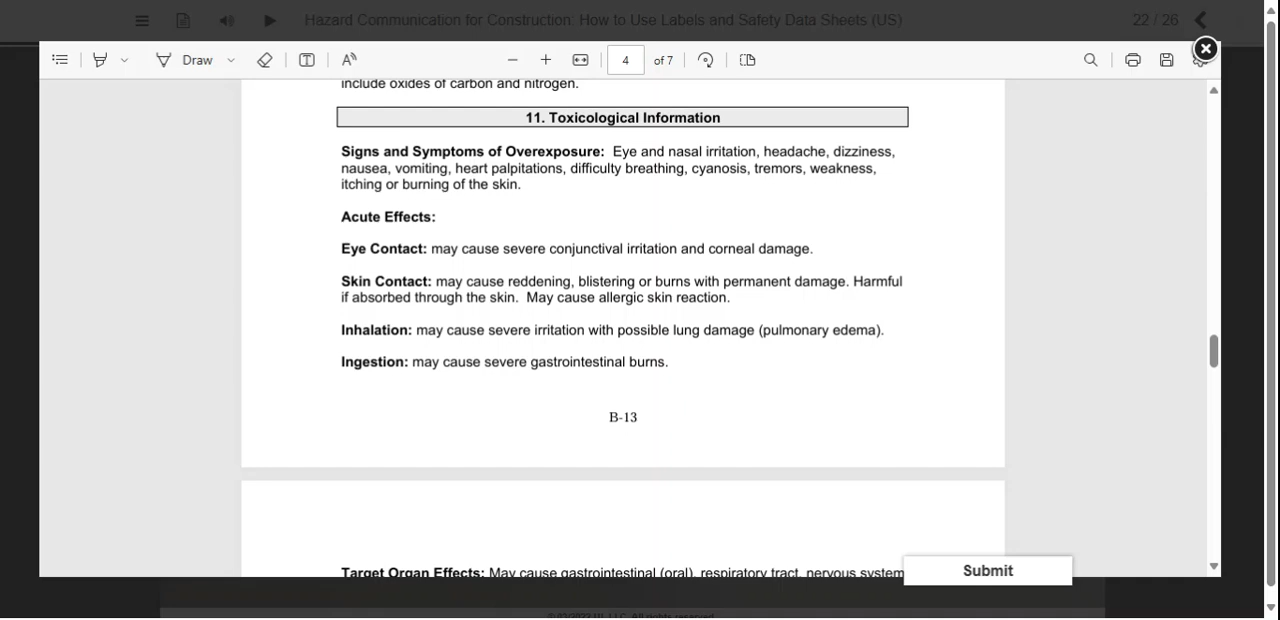 Hazard Communication for Construction: How to Use Labels and Safety Data Sheets (US) 22 / 26
Draw 4 of 7
include oxides of carbon and nitrogen.
11. Toxicological Information
Signs and Symptoms of Overexposure: Eye and nasal irritation, headache, dizziness,
nausea, vomiting, heart palpitations, difficulty breathing, cyanosis, tremors, weakness,
itching or burning of the skin.
Acute Effects:
Eye Contact: may cause severe conjunctival irritation and corneal damage.
Skin Contact: may cause reddening, blistering or burns with permanent damage. Harmful
if absorbed through the skin. May cause allergic skin reaction.
Inhalation: may cause severe irritation with possible lung damage (pulmonary edema).
Ingestion: may cause severe gastrointestinal burns.
B-13
Target Organ Effects: May cause gastrointestinal (oral), respiratory tract, nervous system
Submit
All rights reserved